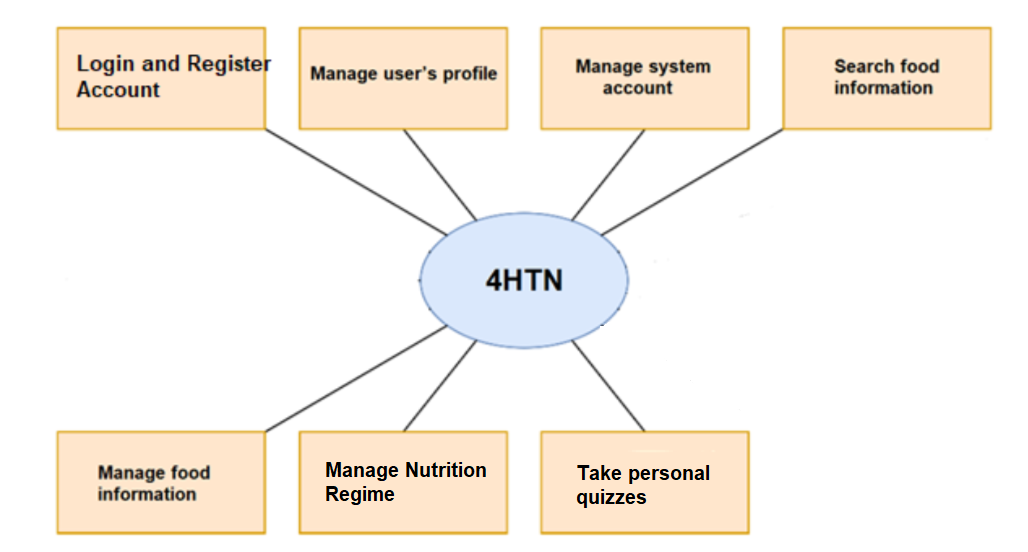 Login and Register
Account
Manage user's profile
Manage system
account
Search food
information
4HTN
Manage food
information
Manage Nutrition
Regime
Take personal
quizzes